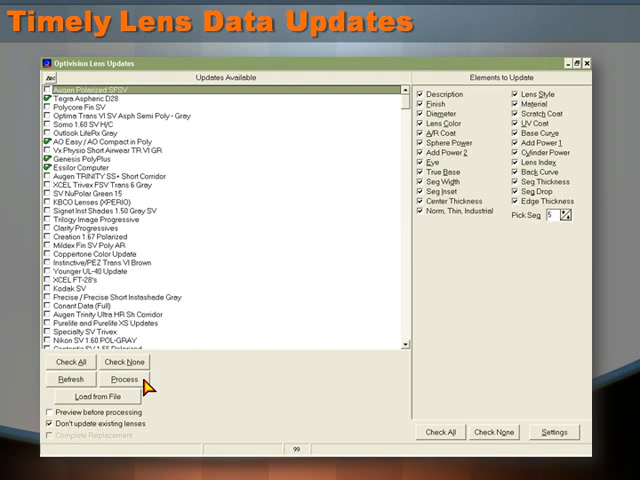 Timely Lens Data Updates
Optivision Lens Updates
Asc
Updates Available
Augen Polarized SFSV
Tegra Aspheric D28
Polycore Fin SV
Optima Trans VI SV Asph Semi Poly - Gray
Somo 1.60 SV H/C
Outlook LiteRx Gray
AO Easy / AO Compact in Poly
Vx Physio Short Airwear TR VI GR
Genesis PolyPlus
Essilor Computer
Augen TRINITY SS+ Short Corridor
XCEL Trivex FSV Trans 6 Gray
SV NuPolar Green 15
KBCO Lenses (XPERIO)
Signet Inst Shades 1.50 Gray SV
Trilogy Image Progressive
Clarity Progressives
Creation 1.67 Polarized
Mildex Fin SV Poly AR
Coppertone Color Update
Instinctive/PEZ Trans VI Brown
Younger UL-40 Update
XCEL FT-28's
Kodak SV
Precise / Precise Short Instashade Gray
Conant Data (Full)
Augen Trinity Ultra HR Sh Corridor
Purelife and Purelife XS Updates
Specialty SV Trivex
Nikon SV 1.60 POL-GRAY
Elements to Update
Description
Finish
Diameter
Lens Color
A/R Coat
Sphere Power
Add Power 2
Eye
True Base
Seg Width
Seg Inset
Center Thickness
Norm, Thin, Industrial
Lens Style
Material
Scratch Coat
UV Coat
Base Curve
Add Power 1
Cylinder Power
Lens Index
Back Curve
Seg Thickness
Seg Drop
Edge Thickness
Pick Seg 5
Check All Check None
Refresh Process
Load from File
Preview before processing
Don't update existing lenses
Complete Replacement
Check All Check None Settings
99